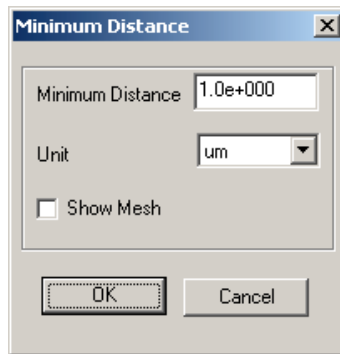 Minimum Distance
Minimum Distance 1.0e+000
Unit um
Show Mesh
OK Cancel